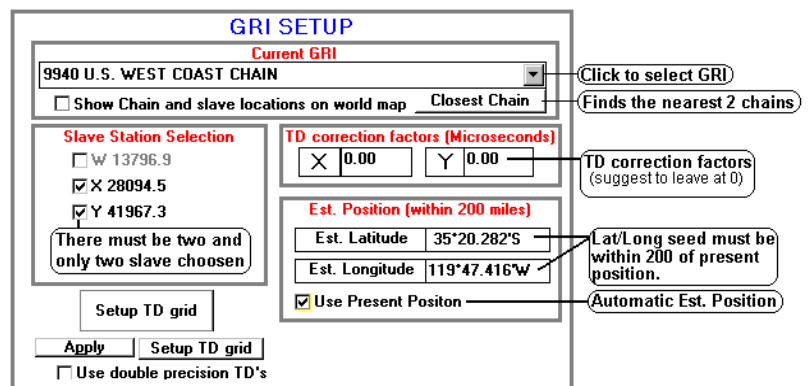 GRI SETUP
Current GRI
9940 U.S. WEST COAST CHAIN
Click to select GRI
Show Chain and slave locations on world map
Closest Chain
Finds the nearest 2 chains
Slave Station Selection
W 13796.9
X 28094.5
Y 41967.3
There must be two and
only two slave choosen
TD correction factors (Microseconds)
X 0.00
Y 0.00
TD correction factors
(suggest to leave at 0)
Est. Position (within 200 miles)
Est. Latitude 35°20.282'S
Est. Longitude 119°47.416'W
Lat/Long seed must be
within 200 of present
position.
Use Present Positon
Automatic Est. Position
Setup TD grid
Apply
Setup TD grid
Use double precision TD's